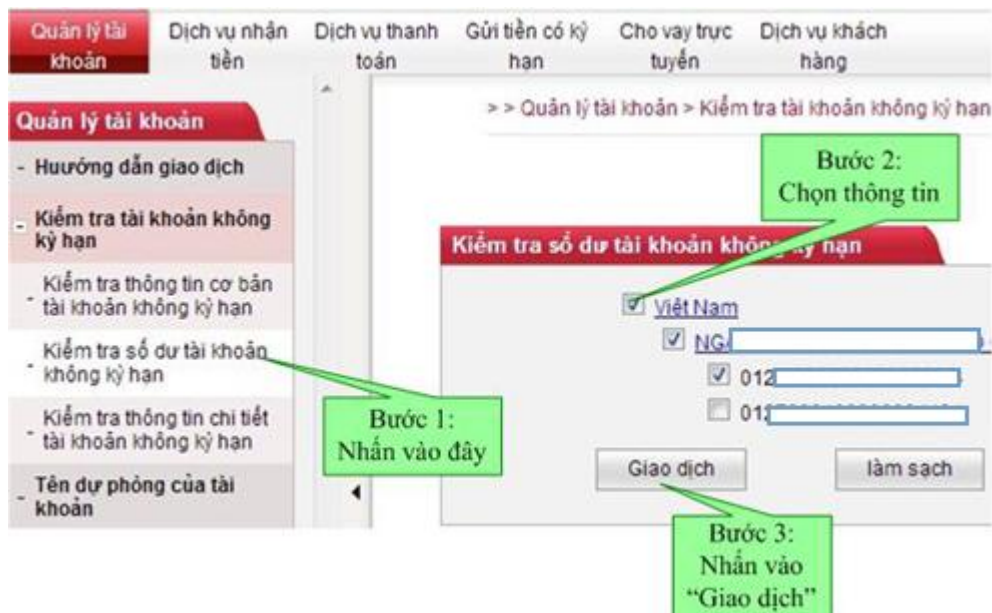 Quản lý tài khoản
Dịch vụ nhận tiền
Dịch vụ thanh toán
Gửi tiền có kỳ hạn
Cho vay trực tuyến
Dịch vụ khách hàng
> > Quản lý tài khoản > Kiểm tra tài khoản không kỳ hạn
Quản lý tài khoản
- Huướng dẫn giao dịch
- Kiểm tra tài khoản không
kỳ hạn
- Kiểm tra thông tin cơ bản
tài khoản không kỳ hạn
- Kiểm tra số dư tài khoản
không kỳ hạn
- Kiểm tra thông tin chi tiết
tài khoản không kỳ hạn
- Tên dự phòng của tài
khoản
Bước 1:
Nhấn vào đây
Bước 2:
Chọn thông tin
Kiểm tra số dư tài khoản không kỳ hạn
Việt Nam
012
Giao dịch
làm sạch
Bước 3:
Nhấn vào
“Giao dịch”